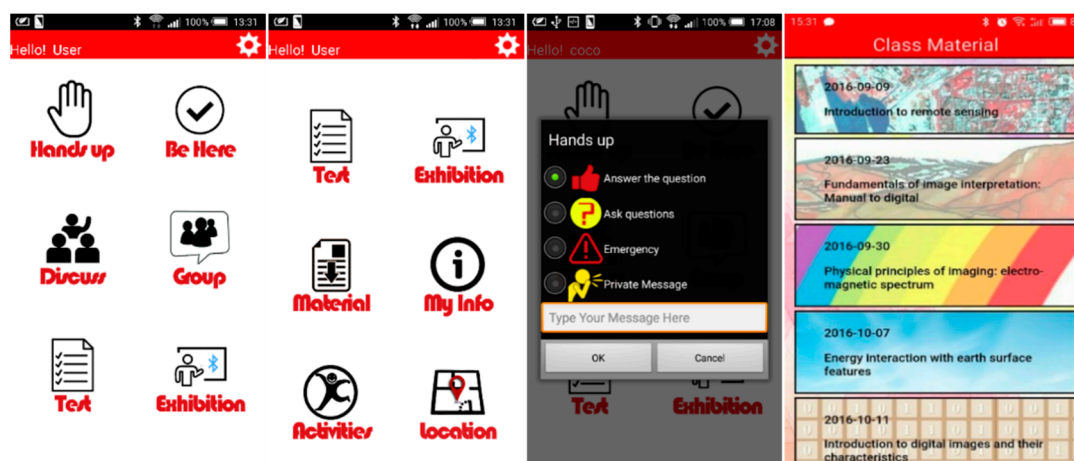 100% 13:31
Hello! User
Hands up
Be Here
Discuss
Group
Test
Exhibition
100% 13:31
Hello! User
Test
Exhibition
Material
My Info
Activities
Location
100% 17:08
Hello! coco
Hands up
Answer the question
Ask questions
Emergency
Private Message
Type Your Message Here
OK
Cancel
Test
Exhibition
15:31
Class Material
2016-09-09
Introduction to remote sensing
2016-09-23
Fundamentals of image interpretation:
Manual to digital
2016-09-30
Physical principles of imaging: electro-
magnetic spectrum
2016-10-07
Energy interaction with earth surface
features
2016-10-11
Introduction to digital images and their
characteristics